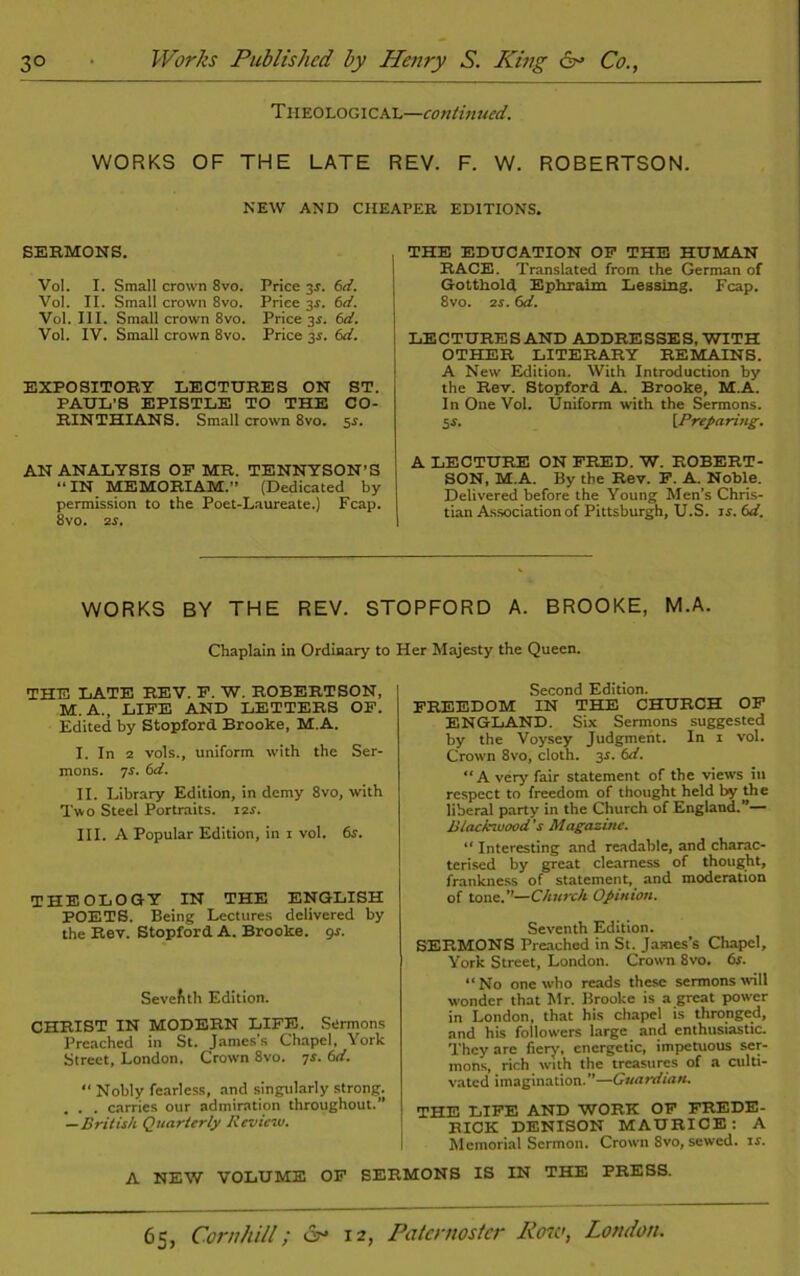 30 · Works Published by Henry S. King & Co.,
THEOLOGICAL—continued.
WORKS OF THE LATE REV. F. W. ROBERTSON.
NEW AND CHEAPER EDITIONS.
SERMONS.
Vol. I. Small crown 8vo. Price 3s. 6d.
Vol. II. Small crown 8vo. Price 3s. 6d.
Vol. III. Small crown 8vo. Price 3s. 6d.
Vol. IV. Small crown 8vo. Price 3s. 6d.
EXPOSITORY LECTURES ON ST.
PAUL'S EPISTLE TO THE CO-
RINTHIANS. Small crown 8vo. 5s.
AN ANALYSIS OF MR. TENNYSON'S
“IN MEMORIAM.” (Dedicated by
permission to the Poet-Laureate.) Fcap.
8vo. 2s.
THE EDUCATION OF THE HUMAN
RACE. Translated from the German of
Gotthold Ephraim Lessing. Fcap.
8vo. 2s. 6d.
LECTURES AND ADDRESSES, WITH
OTHER LITERARY REMAINS.
A New Edition. With Introduction by
the Rev. Stopford A. Brooke, M.A.
In One Vol. Uniform with the Sermons.
5s. [Preparing.
A LECTURE ON FRED. W. ROBERT-
SON, M.A. By the Rev. F. A. Noble.
Delivered before the Young Men's Chris-
tian Association of Pittsburgh, U.S. 1s. 6d.
WORKS BY THE REV. STOPFORD A. BROOKE, M.A.
Chaplain in Ordinary to Her Majesty the Queen.
THE LATE REV. F. W. ROBERTSON,
M.A., LIFE AND LETTERS OF.
Edited by Stopford Brooke, M.A.
I. In 2 vols., uniform with the Ser-
mons. 7s. 6d.
II. Library Edition, in demy 8vo, with
Two Steel Portraits. 12s.
III. A Popular Edition, in 1 vol. 6s.
THEOLOGY IN THE ENGLISH
POETS. Being Lectures delivered by
the Rev. Stopford A. Brooke. 9s.
Seventh Edition.
CHRIST IN MODERN LIFE. Sermons
Preached in St. James's Chapel, York
Street, London. Crown 8vo. 7s. 6d.
“Nobly fearless, and singularly strong.
. . . carries our admiration throughout.”
—British Quarterly Review.
Second Edition.
FREEDOM IN THE CHURCH OF
ENGLAND. Six Sermons suggested
by the Voysey Judgment. In 1 vol.
Crown 8vo, cloth. 3s. 6d.
“A very fair statement of the views in
respect to freedom of thought held by the
liberal party in the Church of England.”—
Blackwood's Magazine.
“Interesting and readable, and charac-
terised by great clearness of thought,
frankness of statement, and moderation
of tone.”—Church Opinion.
Seventh Edition.
SERMONS Preached in St. James's Chapel,
York Street, London. Crown 8vo. 6s.
“No one who reads these sermons will
wonder that Mr. Brooke is a great power
in London, that his chapel is thronged,
and his followers large and enthusiastic.
They are fiery, energetic, impetuous ser-
mons, rich with the treasures of a culti-
vated imagination.”—Guardian.
THE LIFE AND WORK OF FREDE-
RICK DENISON MAURICE: A
Memorial Sermon. Crown 8vo, sewed. 1s.
A NEW VOLUME OF SERMONS IS IN THE PRESS.
65, Cornhill; & 12, Paternoster Row, London.